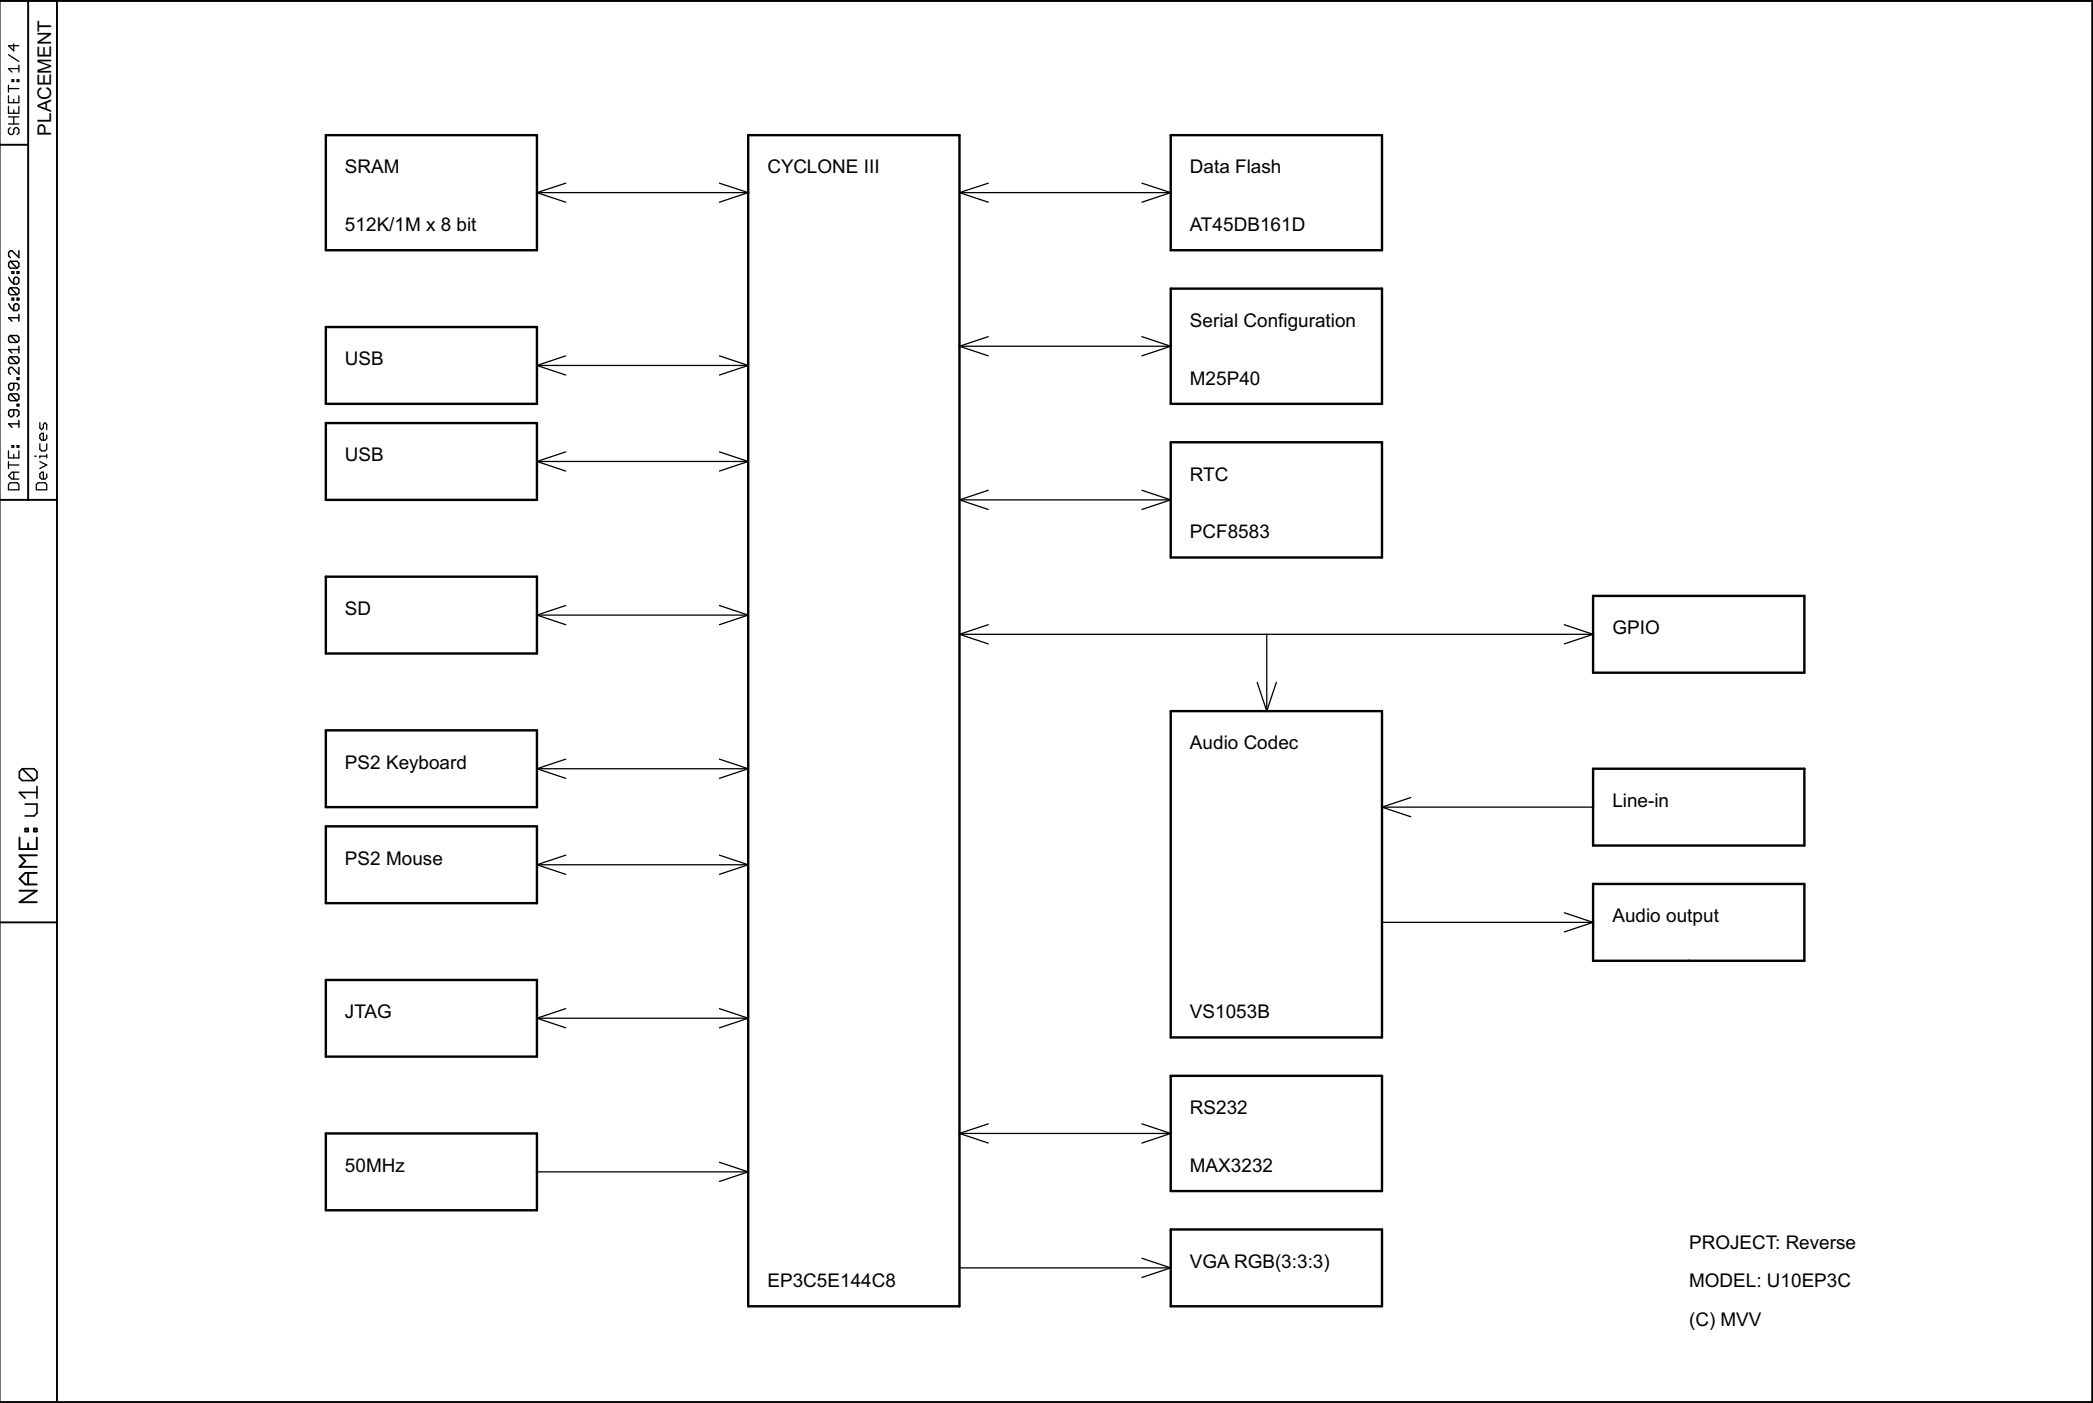 SHEET:1/4
PLACEMENT
DATE: 19.09.2010 16:06:02
Devices
NAME:u10
SRAM
512K/1M x 8 bit
USB
USB
SD
PS2 Keyboard
PS2 Mouse
JTAG
50MHz
CYCLONE III
EP3C5E144C8
Data Flash
AT45DB161D
Serial Configuration
M25P40
RTC
PCF8583
GPIO
Audio Codec
VS1053B
Line-in
Audio output
RS232
MAX3232
VGA RGB(3:3:3)
PROJECT: Reverse
MODEL: U10EP3C
(C) MVV